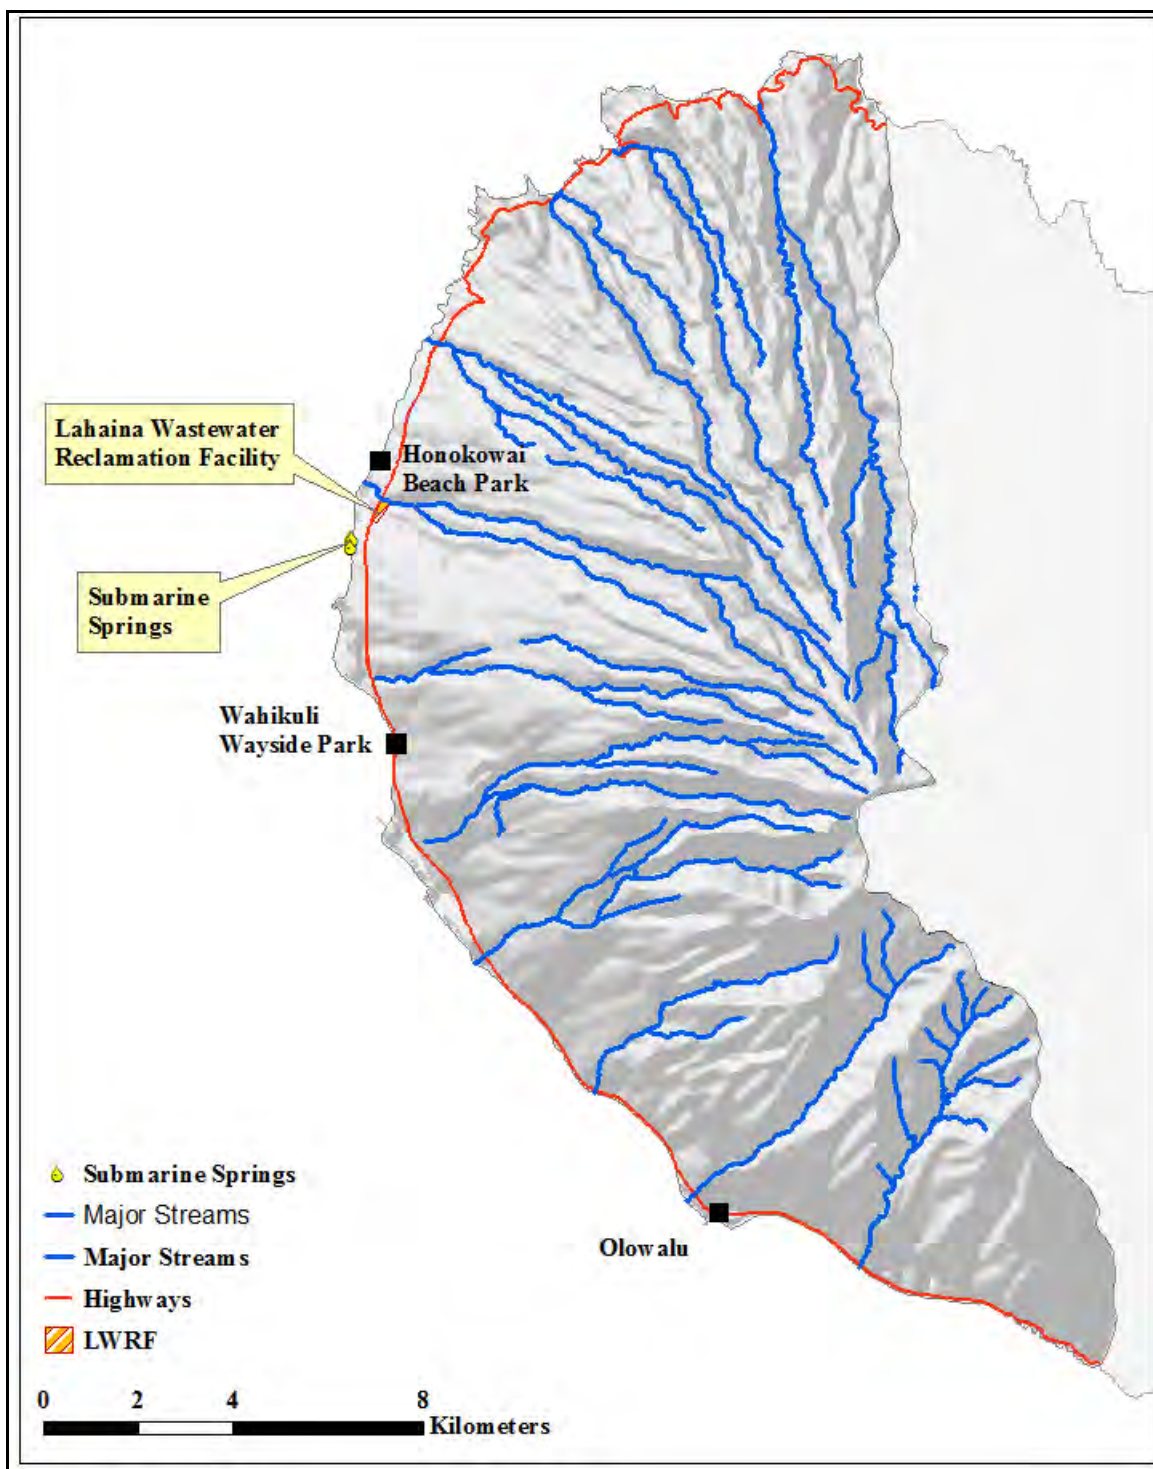 Lahaina Wastewater
Reclamation Facility
Honokowai
Beach Park
Submarine
Springs
Wahikuli
Wayside Park
Submarine Springs
Major Streams
Major Streams
Highways
LWRF
Olowalu
0 2 4 8
Kilometers